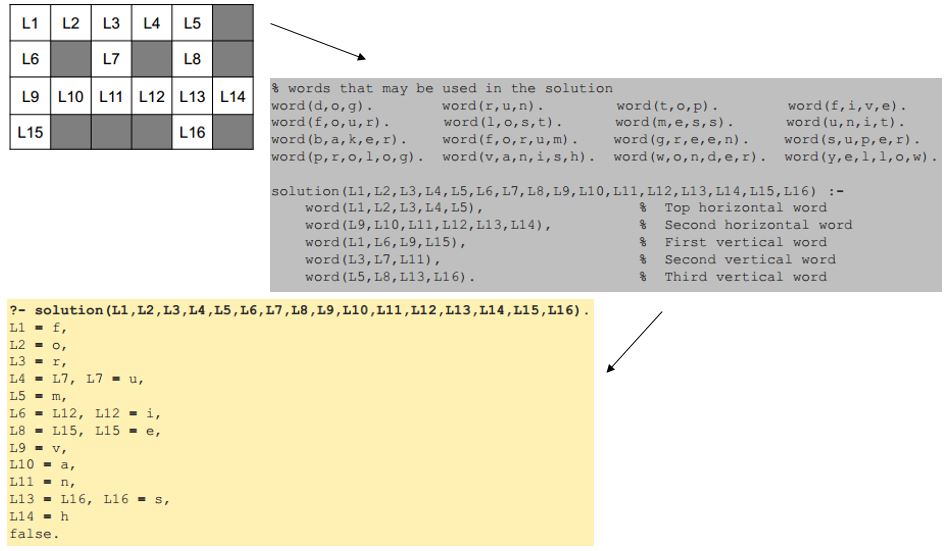 L1 L2 L3 L4 L5
L6 L7 L8
L9 L10 L11 L12 L13 L14
L15 L16
% words that may be used in the solution
word(d,o,g). word(r,u,n). word(t,o,p). word(f,i,v,e).
word(f,o,u,r). word(l,o,s,t). word(m,e,s,s). word(u,n,i,t).
word(b,a,k,e,r). word(f,o,r,u,m). word(g,r,e,e,n). word(s,u,p,e,r).
word(p,r,o,l,o,g). word(v,a,n,i,s,h). word(w,o,n,d,e,r). word(y,e,l,l,o,w).
solution(L1,L2,L3,L4,L5,L6,L7,L8,L9,L10,L11,L12,L13,L14,L15,L16) :-
word(L1,L2,L3,L4,L5), % Top horizontal word
word(L9,L10,L11,L12,L13,L14), % Second horizontal word
word(L1,L6,L9,L15), % First vertical word
word(L3,L7,L11), % Second vertical word
word(L5,L8,L13,L16). % Third vertical word
?- solution(L1,L2,L3,L4,L5,L6,L7,L8,L9,L10,L11,L12,L13,L14,L15,L16).
L1 = f,
L2 = o,
L3 = r,
L4 = L7, L7 = u,
L5 = m,
L6 = L12, L12 = i,
L8 = L15, L15 = e,
L9 = v,
L10 = a,
L11 = n,
L13 = L16, L16 = s,
L14 = h
false.